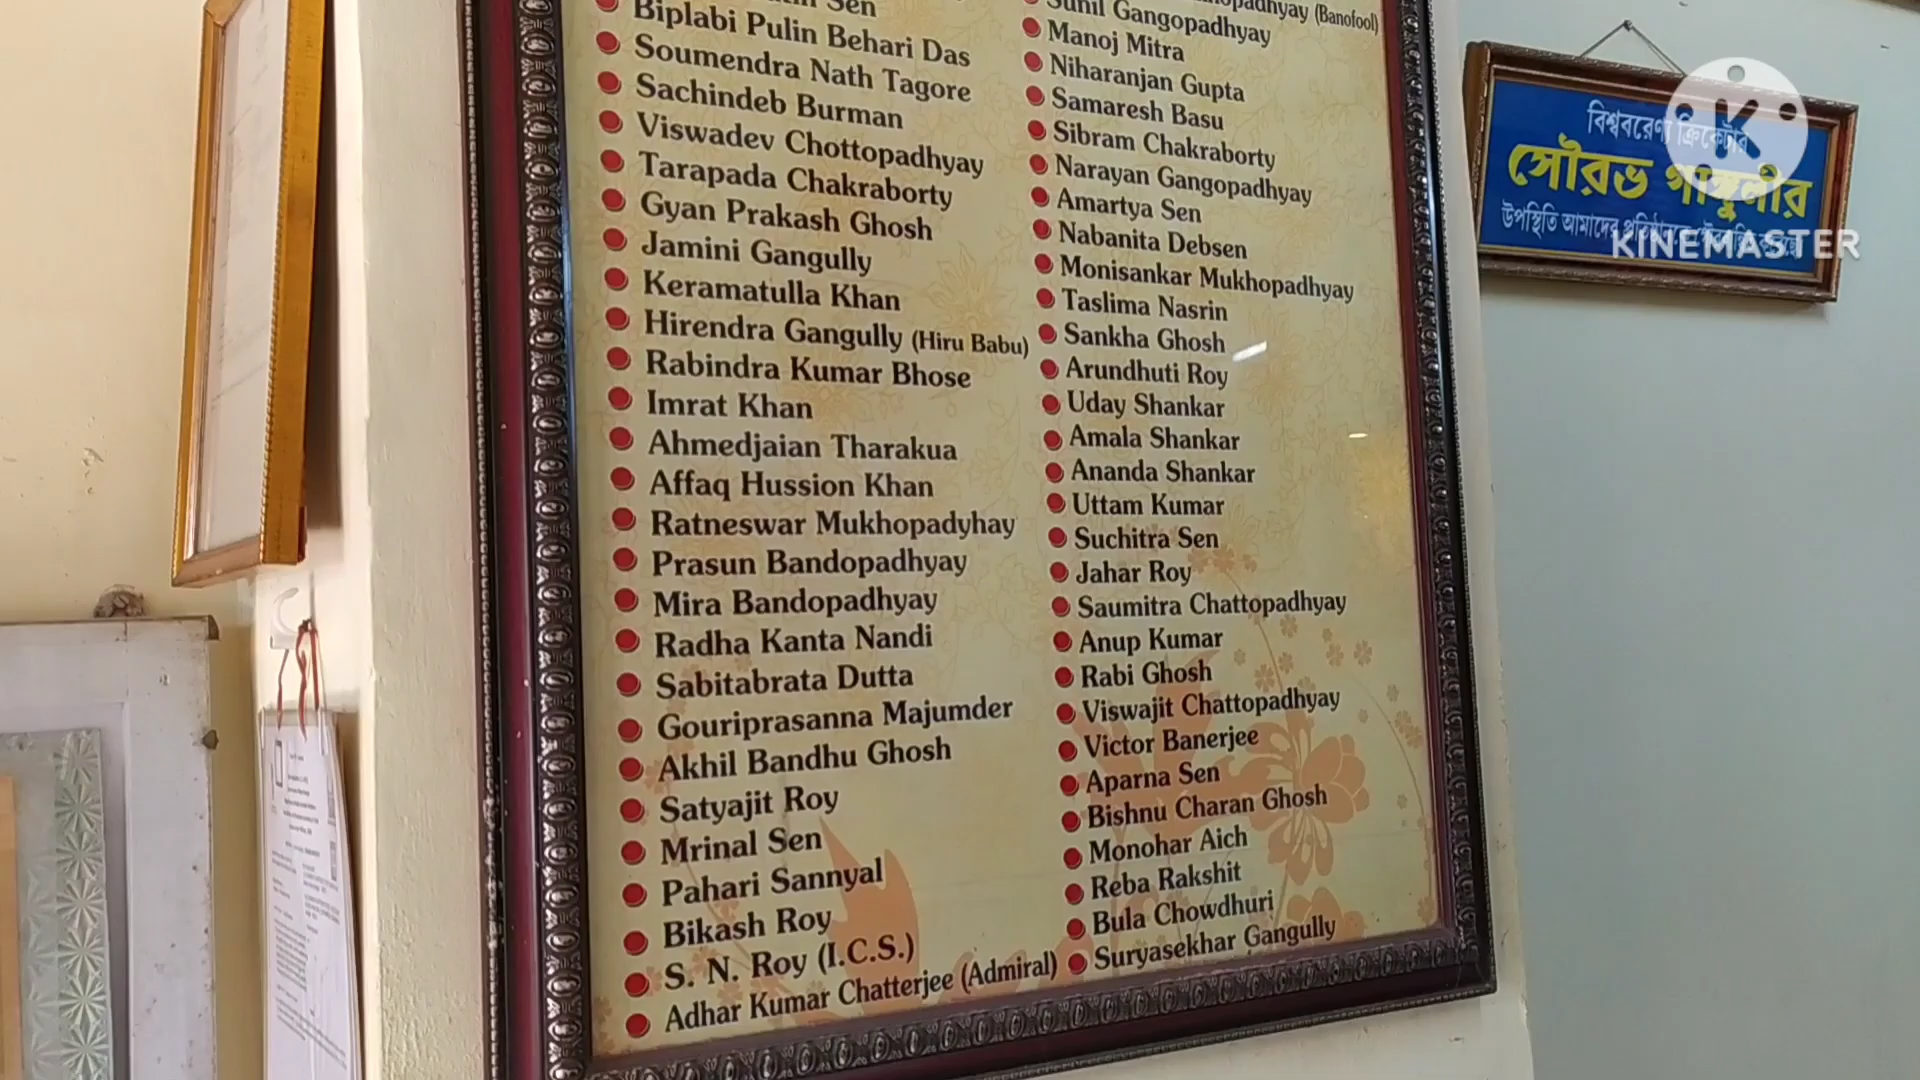 Sen
Biplabi Pulin Behari Das
Soumendra Nath Tagore
Sachindeb Burman
Viswadev Chottopadhyay
Tarapada Chakraborty
Gyan Prakash Ghosh
Jamini Gangully
Keramatulla Khan
Hirendra Gangully (Hiru Babu)
Rabindra Kumar Bhose
Imrat Khan
Ahmedjaian Tharakua
Affaq Hussion Khan
Ratneswar Mukhopadyhay
Prasun Bandopadhyay
Mira Bandopadhyay
Radha Kanta Nandi
Sabitabrata Dutta
Gouriprasanna Majumder
Akhil Bandhu Ghosh
Satyajit Roy
Mrinal Sen
Pahari Sannyal
Bikash Roy
S. N. Roy (I.C.S.)
Adhar Kumar Chatterjee (Admiral)
(Banofool)
Sunil Gangopadhyay
Manoj Mitra
Niharanjan Gupta
Samaresh Basu
Sibram Chakraborty
Narayan Gangopadhyay
Amartya Sen
Nabanita Debsen
Monisankar Mukhopadhyay
Taslima Nasrin
Sankha Ghosh
Arundhuti Roy
Uday Shankar
Amala Shankar
Ananda Shankar
Uttam Kumar
Suchitra Sen
Jahar Roy
Saumitra Chattopadhyay
Anup Kumar
Rabi Ghosh
Viswajit Chattopadhyay
Victor Banerjee
Aparna Sen
Bishnu Charan Ghosh
Monohar Aich
Reba Rakshit
Bula Chowdhuri
Suryasekhar Gangully
বিশ্ববরেণ্য ক্রিকেটার
সৌরভ গাঙ্গুলীর
উপস্থিতি আমাদের
K
KINEMASTER